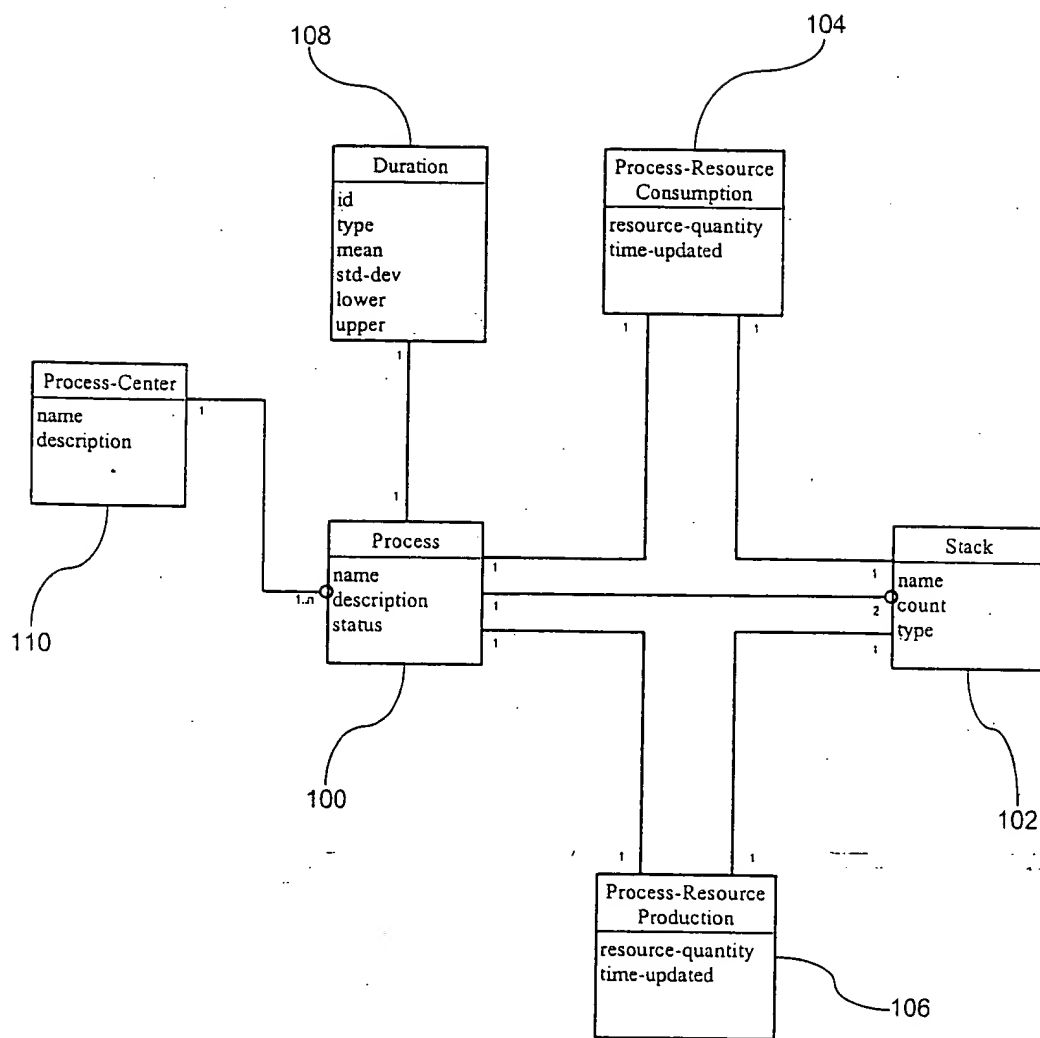 108
104
Duration
id
type
mean
std-dev
lower
upper
1
Process-Resource
Consumption
resource-quantity
time-updated
1
1
Process-Center
name
description
1
1
Process
name
description
status
1..n
1
1
2
1
Stack
name
count
type
1
1
110
100
102
1
1
Process-Resource
Production
resource-quantity
time-updated
106